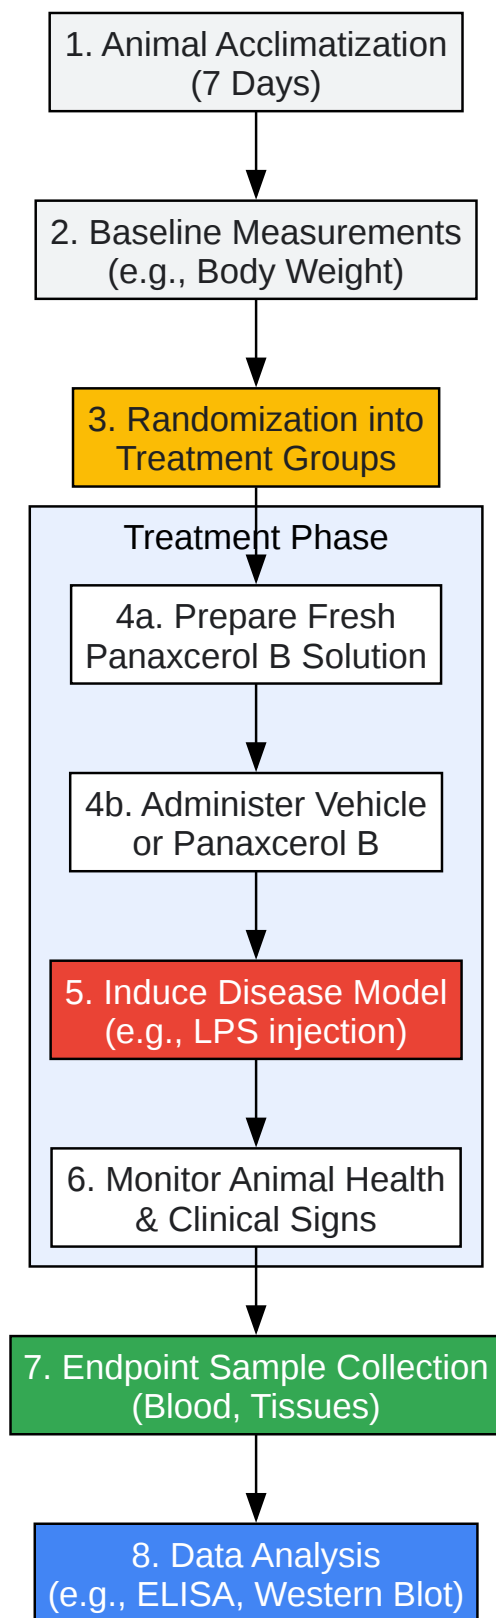 1. Animal Acclimatization
(7 Days)
2. Baseline Measurements
(e.g., Body Weight)
3. Randomization into
Treatment Groups
Treatment Phase
4a. Prepare Fresh
Panaxcerol B Solution
4b. Administer Vehicle
or Panaxcerol B
5. Induce Disease Model
(e.g., LPS injection)
6. Monitor Animal Health
& Clinical Signs
7. Endpoint Sample Collection
(Blood, Tissues)
8. Data Analysis
(e.g., ELISA, Western Blot)